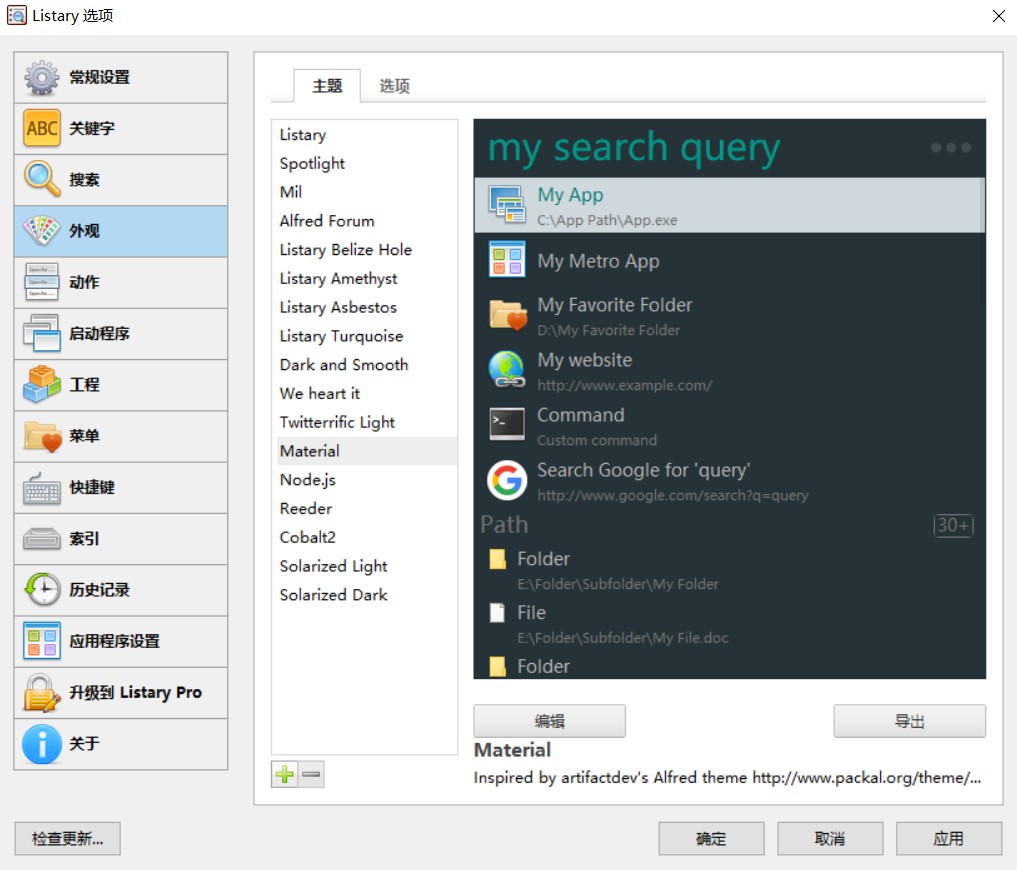 Listary 选项
常规设置
ABC
关键字
搜索
外观
动作
启动程序
工程
菜单
快捷键
索引
历史记录
应用程序设置
升级到 Listary Pro
关于
主题
选项
Listary
Spotlight
Mil
Alfred Forum
Listary Belize Hole
Listary Amethyst
Listary Asbestos
Listary Turquoise
Dark and Smooth
We heart it
Twitterrific Light
Material
Node.js
Reeder
Cobalt2
Solarized Light
Solarized Dark
my search query
My App
C:\App Path\App.exe
My Metro App
My Favorite Folder
D:\My Favorite Folder
My website
http://www.example.com/
Command
Custom command
Search Google for 'query'
http://www.google.com/search?q=query
Path
30+
Folder
E:\Folder\Subfolder\My Folder
File
E:\Folder\Subfolder\My File.doc
Folder
编辑
导出
Material
Inspired by artifactdev's Alfred theme http://www.packal.org/theme/...
检查更新...
确定
取消
应用